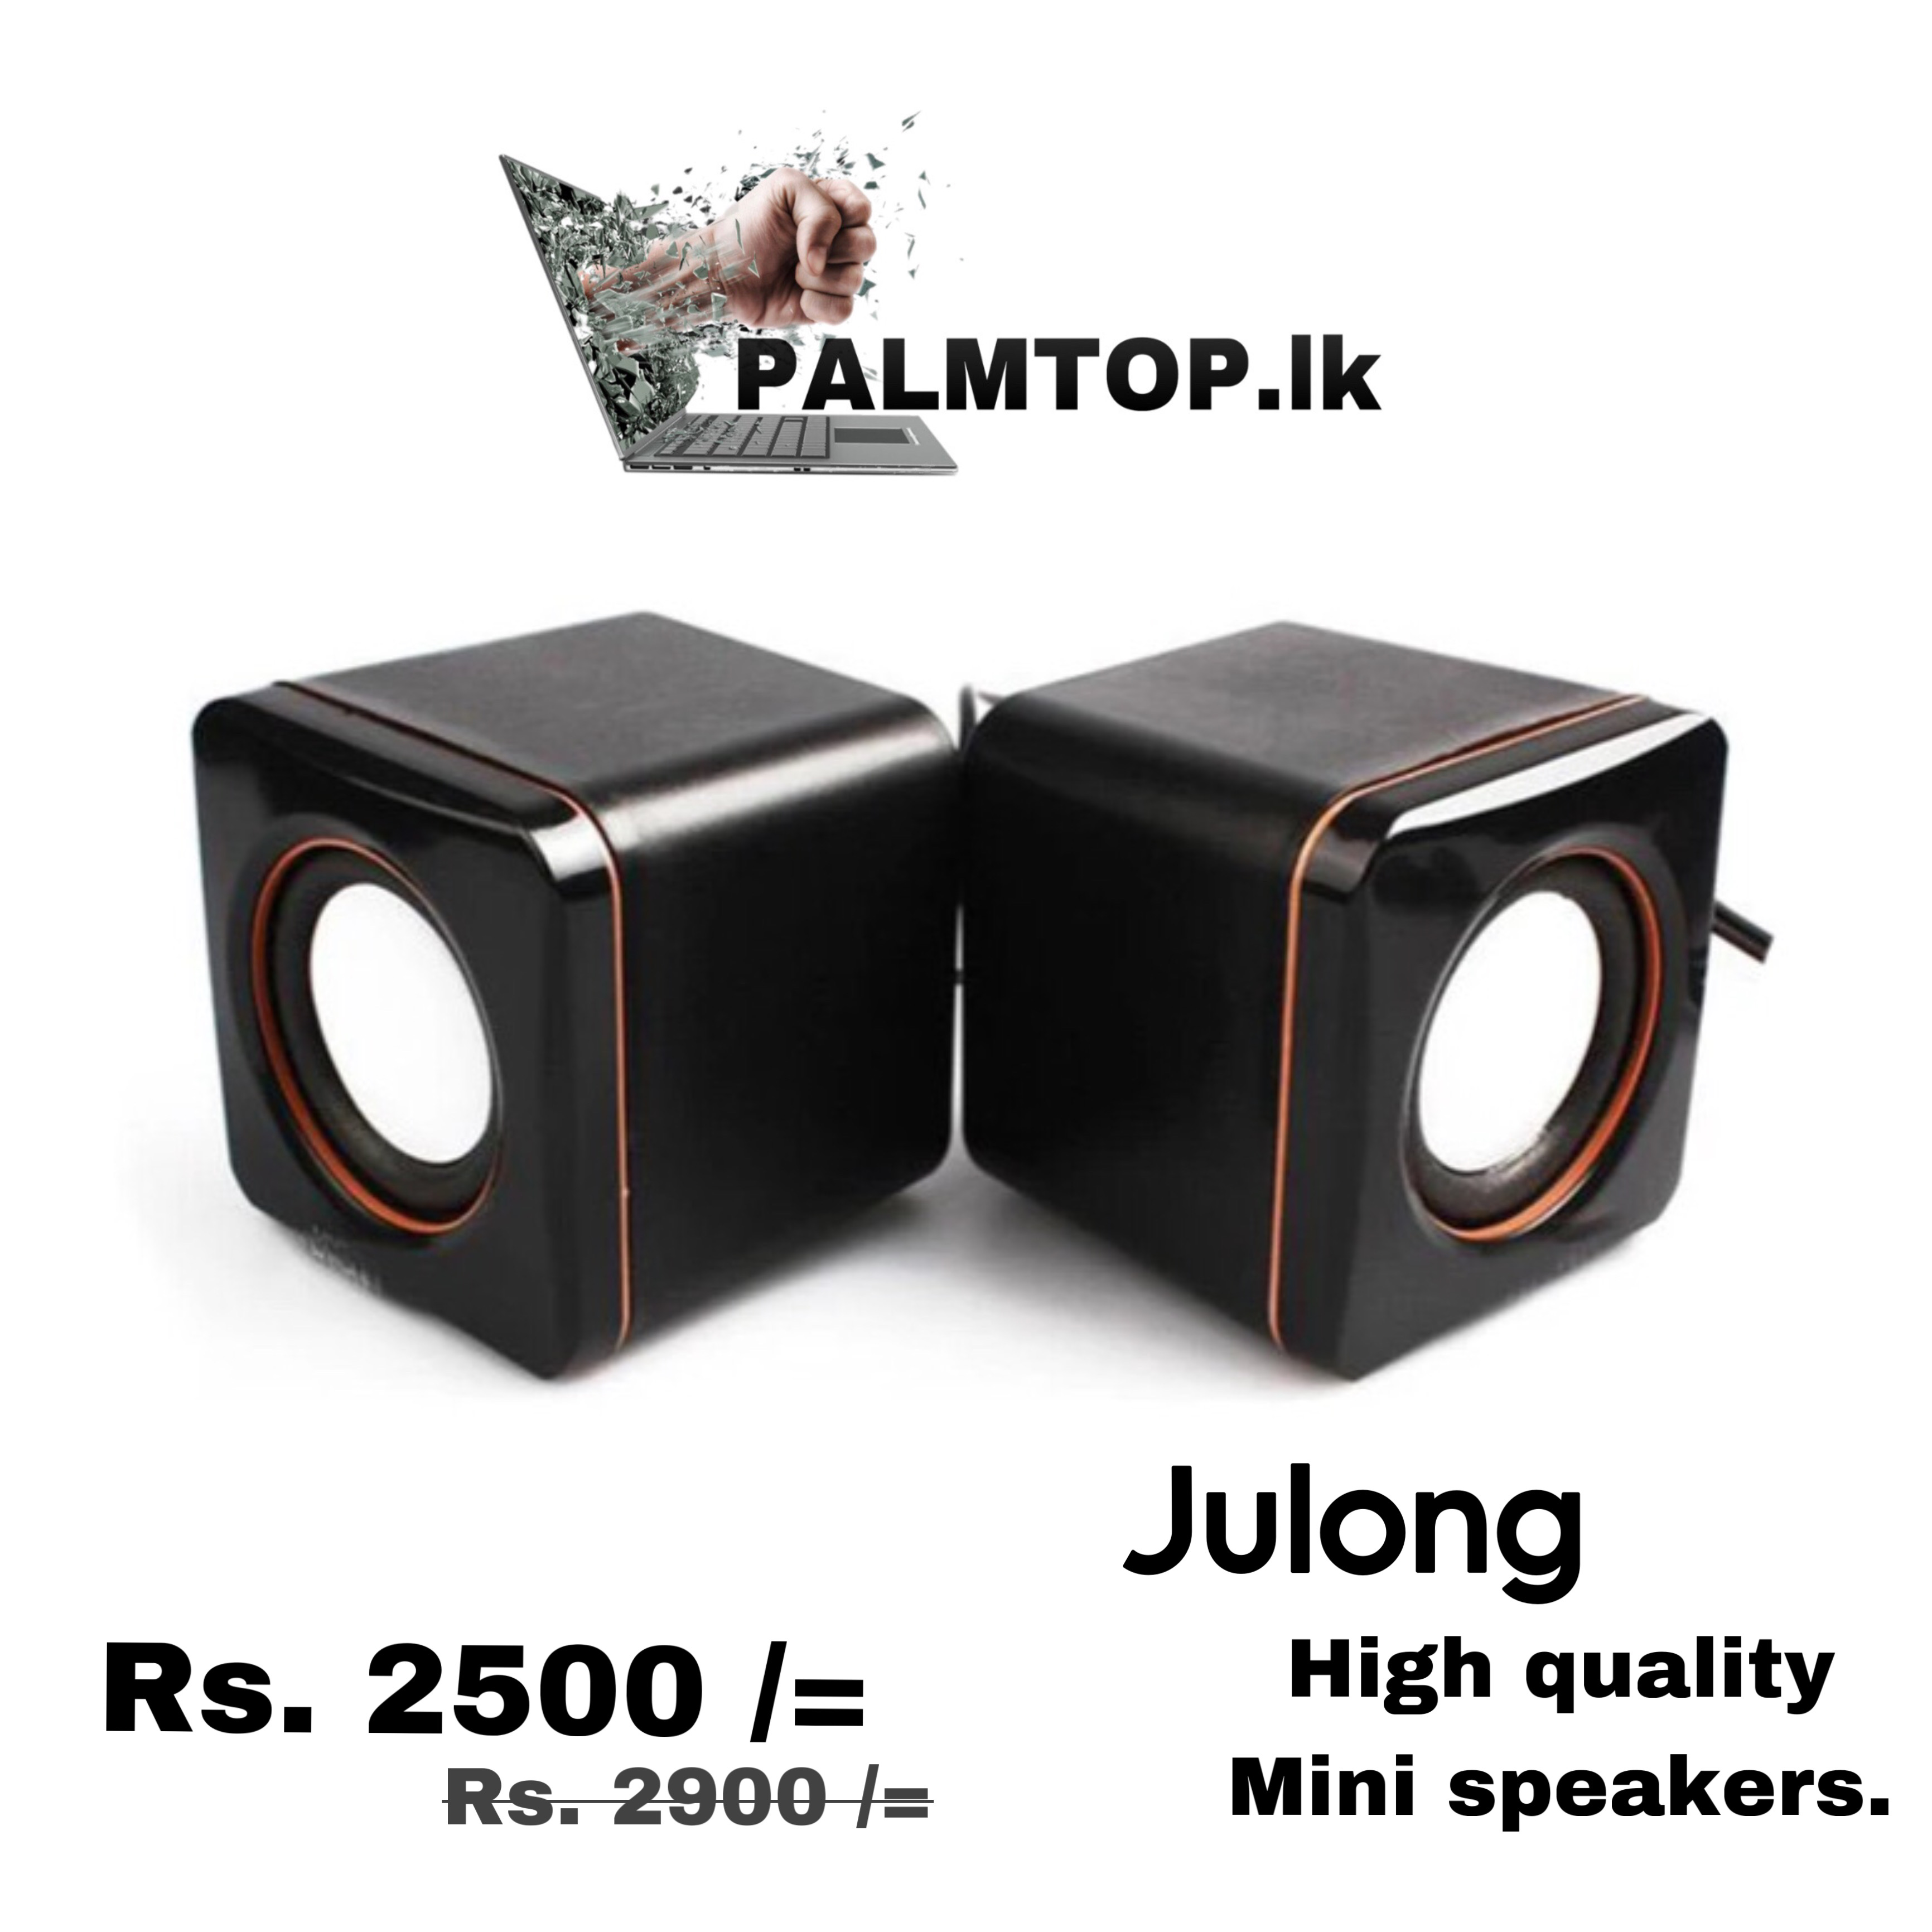 PALMTOP.lk
Julong
High quality
Mini speakers.
Rs. 2500 /=
Rs. 2900 /=